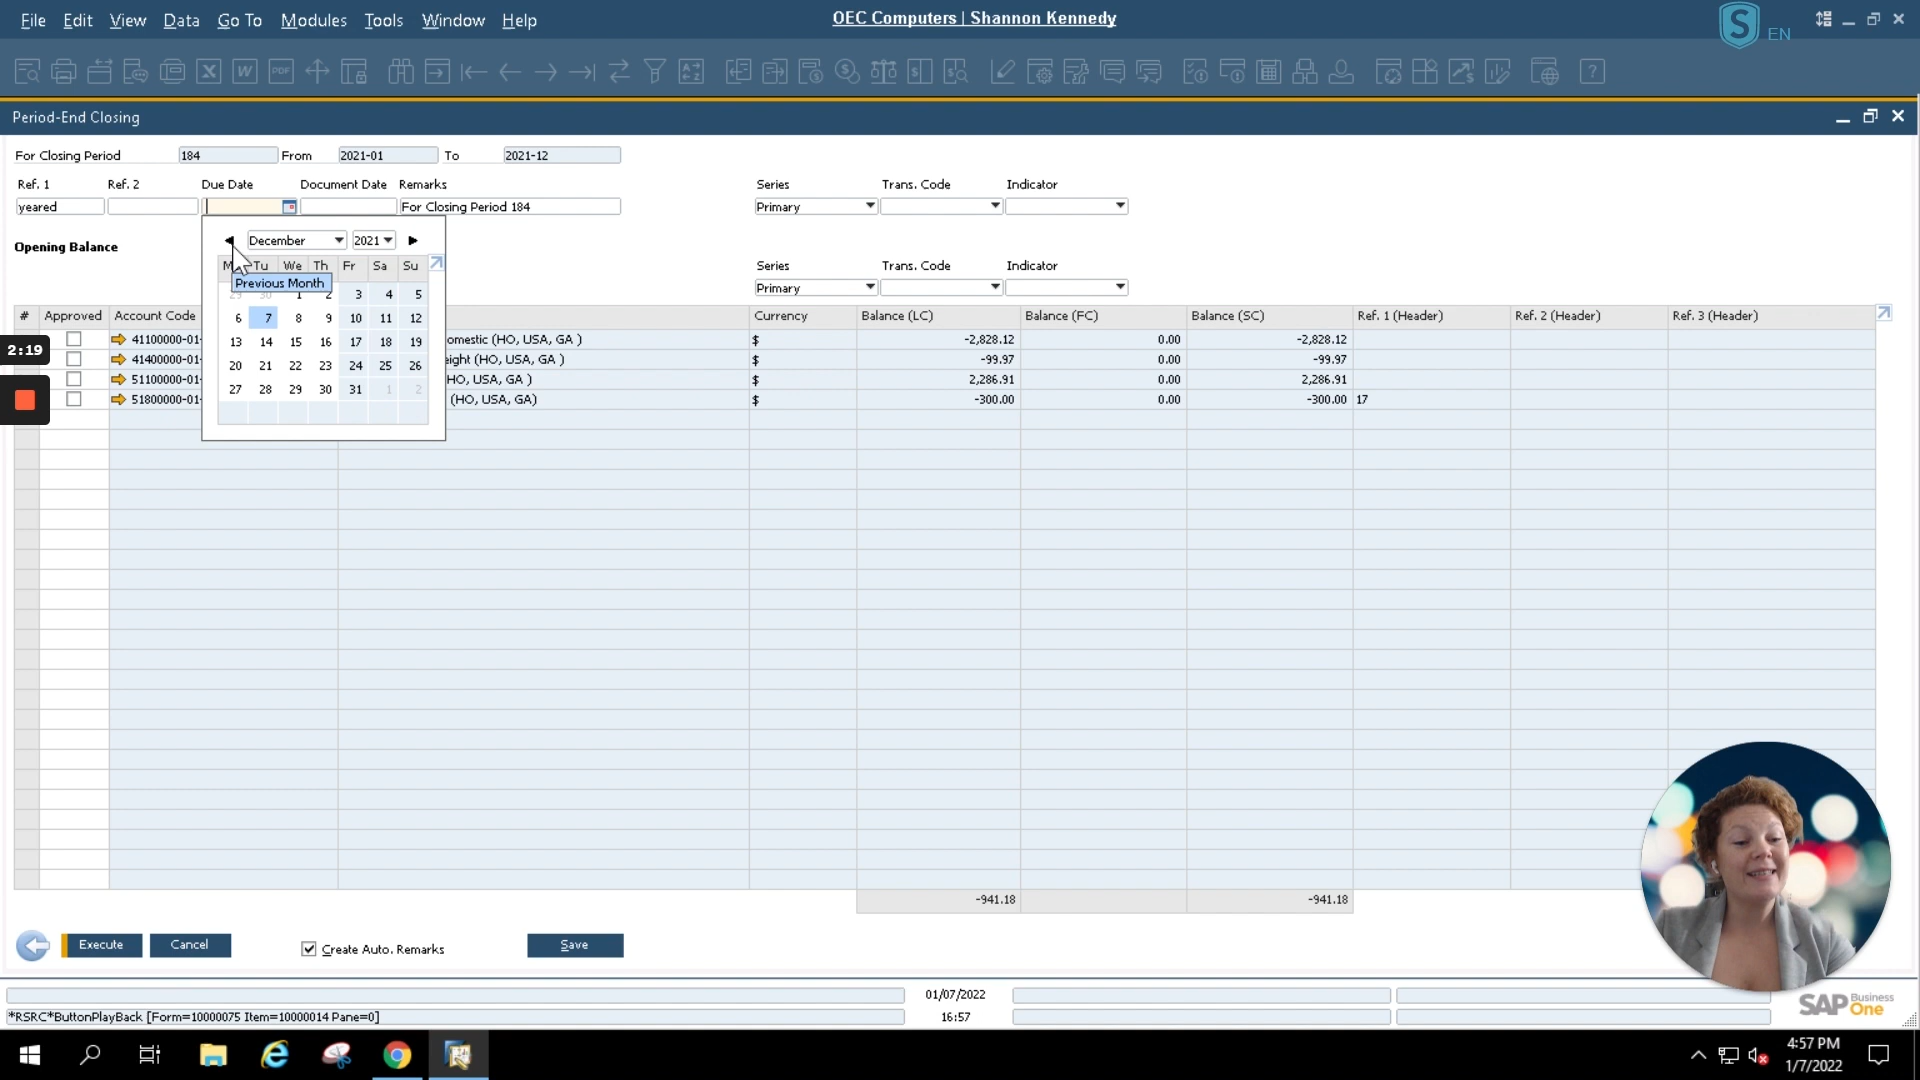 File Edit View Data Go To Modules Tools Window Help
OEC Computers | Shannon Kennedy
EN
Period-End Closing
For Closing Period 184 From 2021-01 To 2021-12
Ref. 1 Ref. 2 Due Date Document Date Remarks Series Trans. Code Indicator
yeared For Closing Period 184 Primary
December 2021
Opening Balance
Series Trans. Code Indicator
Primary
Tu We Th Fr Sa Su
Previous Month
29 30 1 2 3 4 5
6 7 8 9 10 11 12
13 14 15 16 17 18 19
20 21 22 23 24 25 26
27 28 29 30 31 1 2
# Approved Account Code Currency Balance (LC) Balance (FC) Balance (SC) Ref. 1 (Header) Ref. 2 (Header) Ref. 3 (Header)
41100000-01- omestic (HO, USA, GA ) $ -2,828.12 0.00 -2,828.12
41400000-01- eight (HO, USA, GA ) $ -99.97 0.00 -99.97
51100000-01- HO, USA, GA ) $ 2,286.91 0.00 2,286.91
51800000-01- (HO, USA, GA) $ -300.00 0.00 -300.00 17
2:19
-941.18 -941.18
Execute Cancel Create Auto. Remarks Save
01/07/2022
*RSRC*ButtonPlayBack [Form=10000075 Item=10000014 Pane=0] 16:57
SAP Business One
4:57 PM
1/7/2022